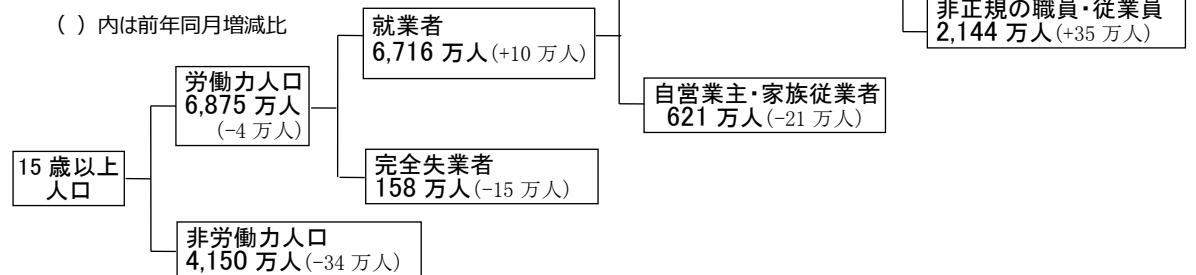 非正規の職員・従業員
2,144 万人(+35 万人)
( ) 内は前年同月増減比
就業者
6,716 万人(+10 万人)
労働力人口
6,875 万人
(-4 万人)
自営業主・家族従業者
621 万人(-21 万人)
15 歳以上
人口
完全失業者
158 万人(-15 万人)
非労働力人口
4,150 万人(-34 万人)